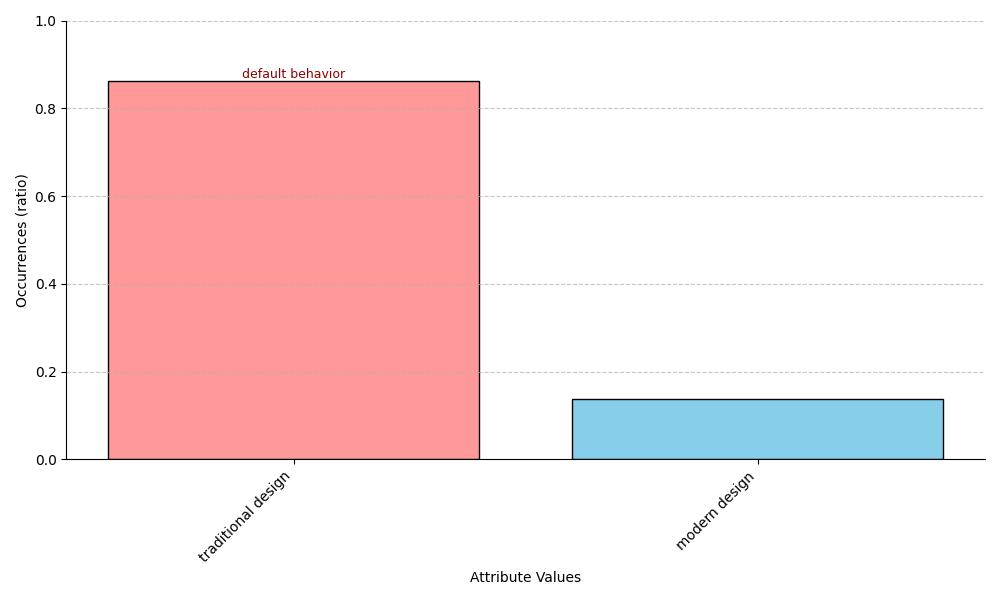 1.0
default behavior
0.8
0.6
0.4
0.2
0.0
Occurrences (ratio)
traditional design
modern design
Attribute Values